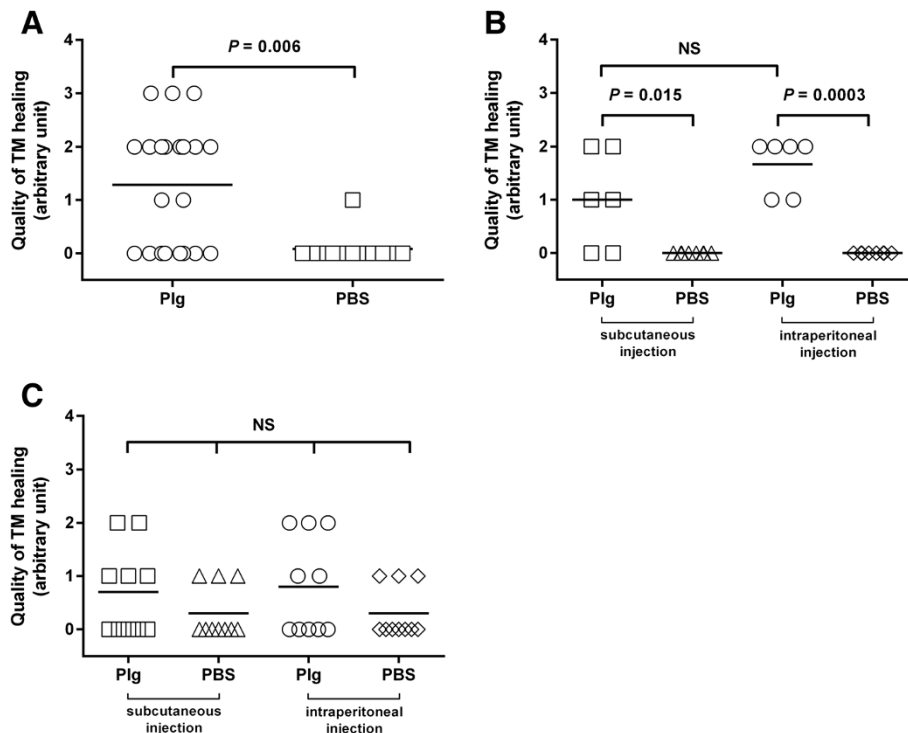 A
Quality of TM healing
(arbitrary unit)
4
3
2
1
0
P = 0.006
Plg
PBS
B
Quality of TM healing
(arbitrary unit)
4
3
2
1
0
NS
P = 0.015
P = 0.0003
Plg
PBS
Plg
PBS
subcutaneous
injection
intraperitoneal
injection
C
Quality of TM healing
(arbitrary unit)
4
3
2
1
0
NS
Plg
PBS
Plg
PBS
subcutaneous
injection
intraperitoneal
injection